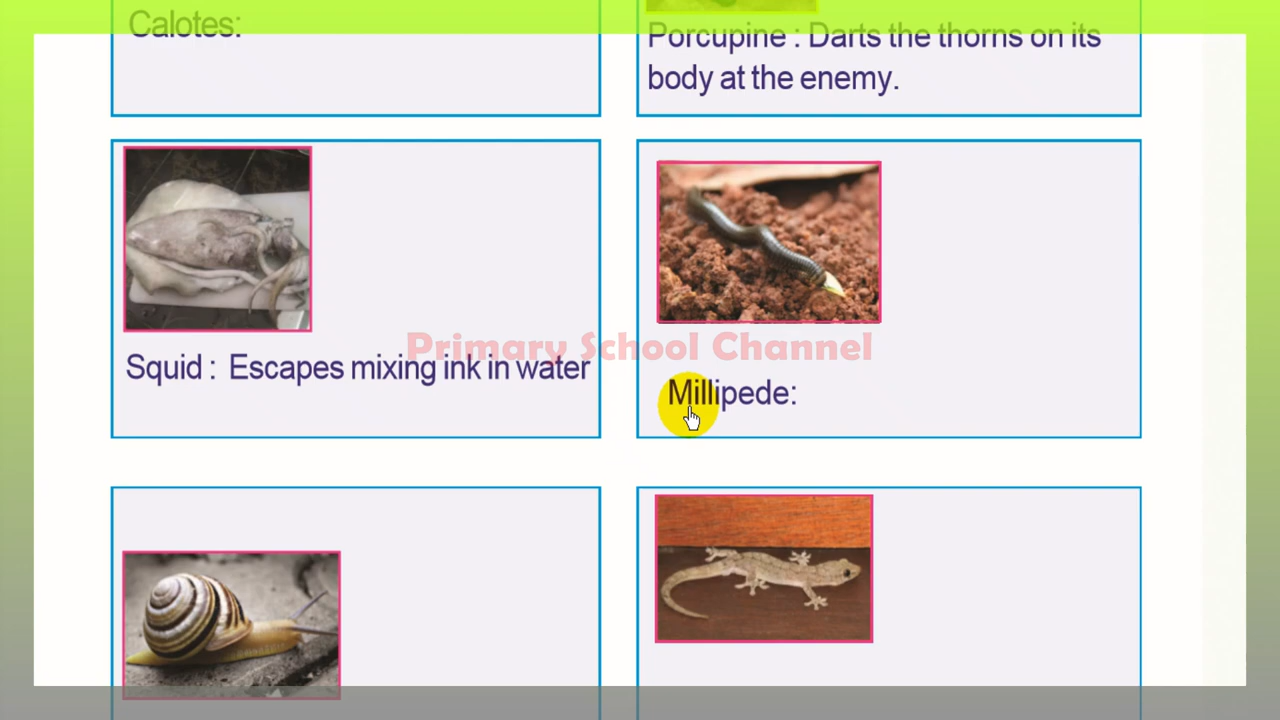 Calotes:
Porcupine : Darts the thorns on its
body at the enemy.
Primary School Channel
Squid : Escapes mixing ink in water
Millipede: